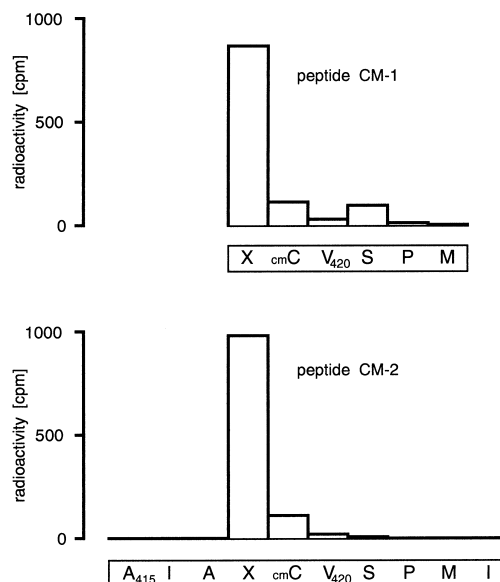 1000
peptide CM-1
radioactivity [cpm]
500
0
X cmC V420 S P M
1000
peptide CM-2
radioactivity [cpm]
500
0
A415 I A X cmC V420 S P M I